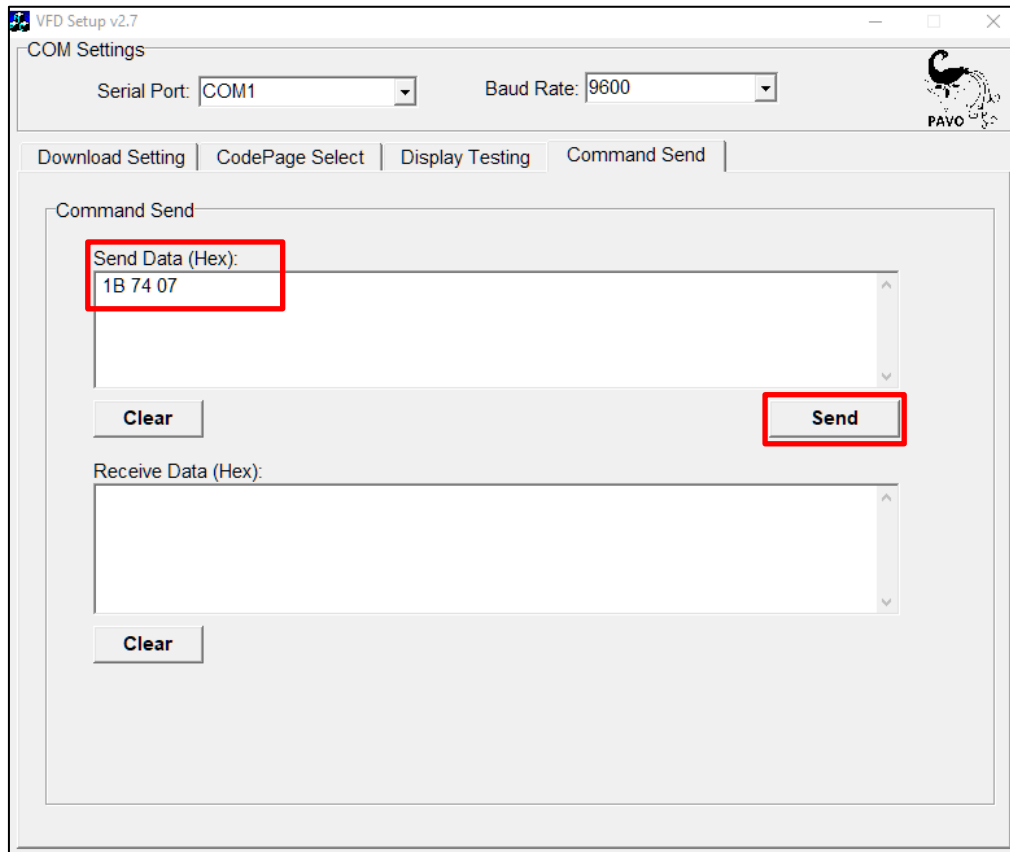 VFD Setup v2.7
COM Settings
Serial Port: COM1 Baud Rate: 9600
PAVO
Download Setting CodePage Select Display Testing Command Send
Command Send
Send Data (Hex):
1B 74 07
Clear Send
Receive Data (Hex):
Clear